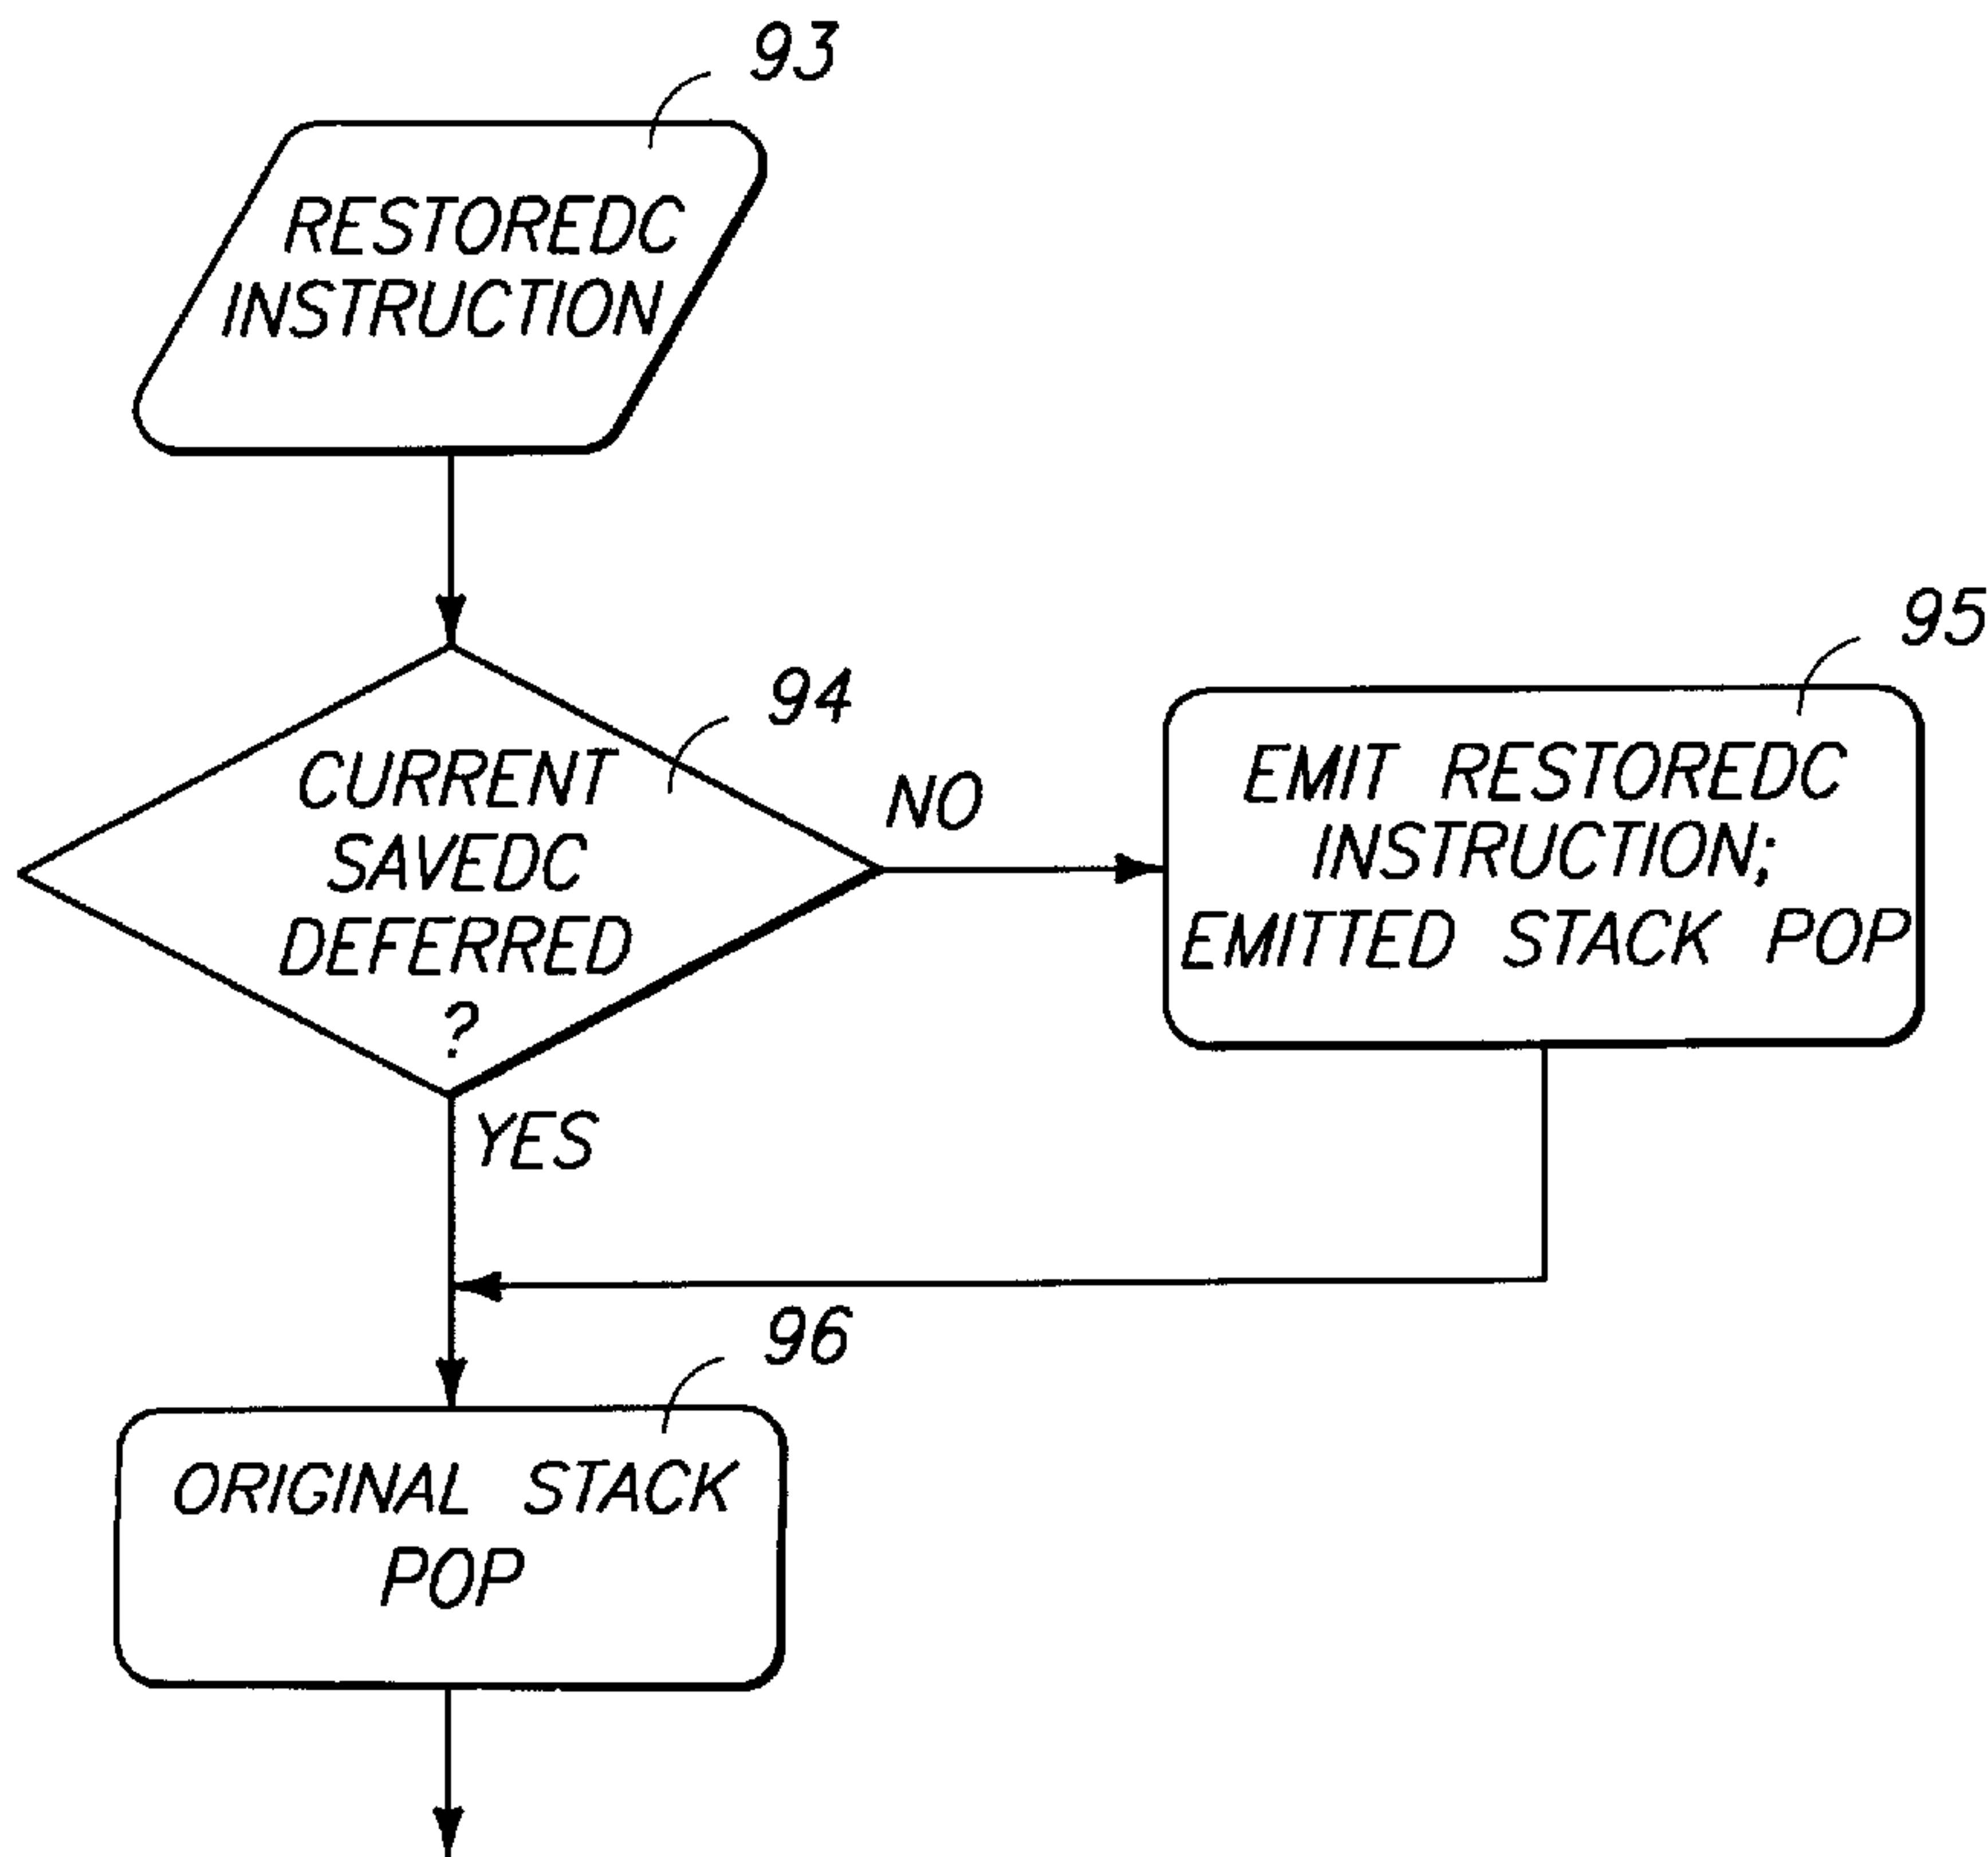 93
RESTOREDC
INSTRUCTION
94
CURRENT
SAVEDC
DEFERRED
?
NO
YES
95
EMIT RESTOREDC
INSTRUCTION;
EMITTED STACK POP
96
ORIGINAL STACK
POP